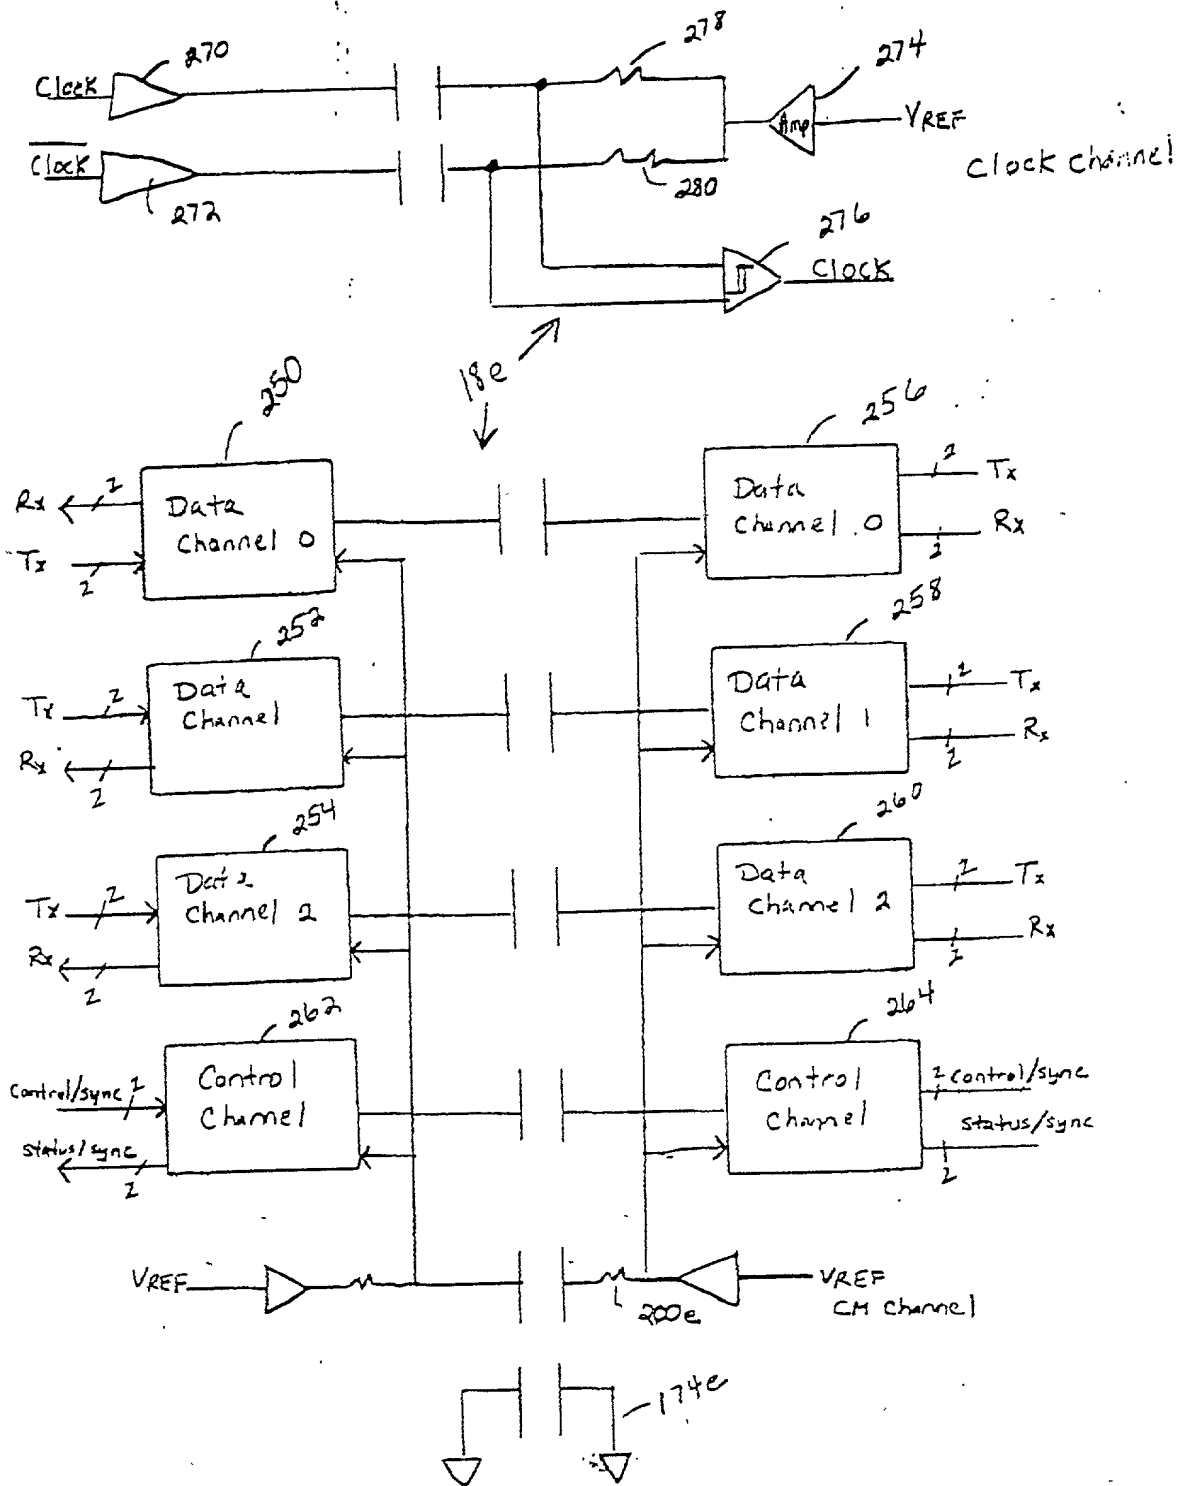 270
278
274
Clock
Amp
VREF
Clock
272
280
Clock Channel
276
Clock
18e
250
256
Rx
2
Data
Channel 0
Tx
2
Data
Channel 0
2
Tx
Rx
2
252
258
Tx
2
Data
Channel
Rx
2
Data
Channel 1
2
Tx
Rx
2
254
260
Tx
2
Data
Channel 2
Rx
2
Data
Channel 2
2
Tx
Rx
2
262
264
Control/sync
2
Control
Channel
Status/sync
2
Control
Channel
2
Control/sync
Status/sync
2
VREF
200e
VREF
CM Channel
174e